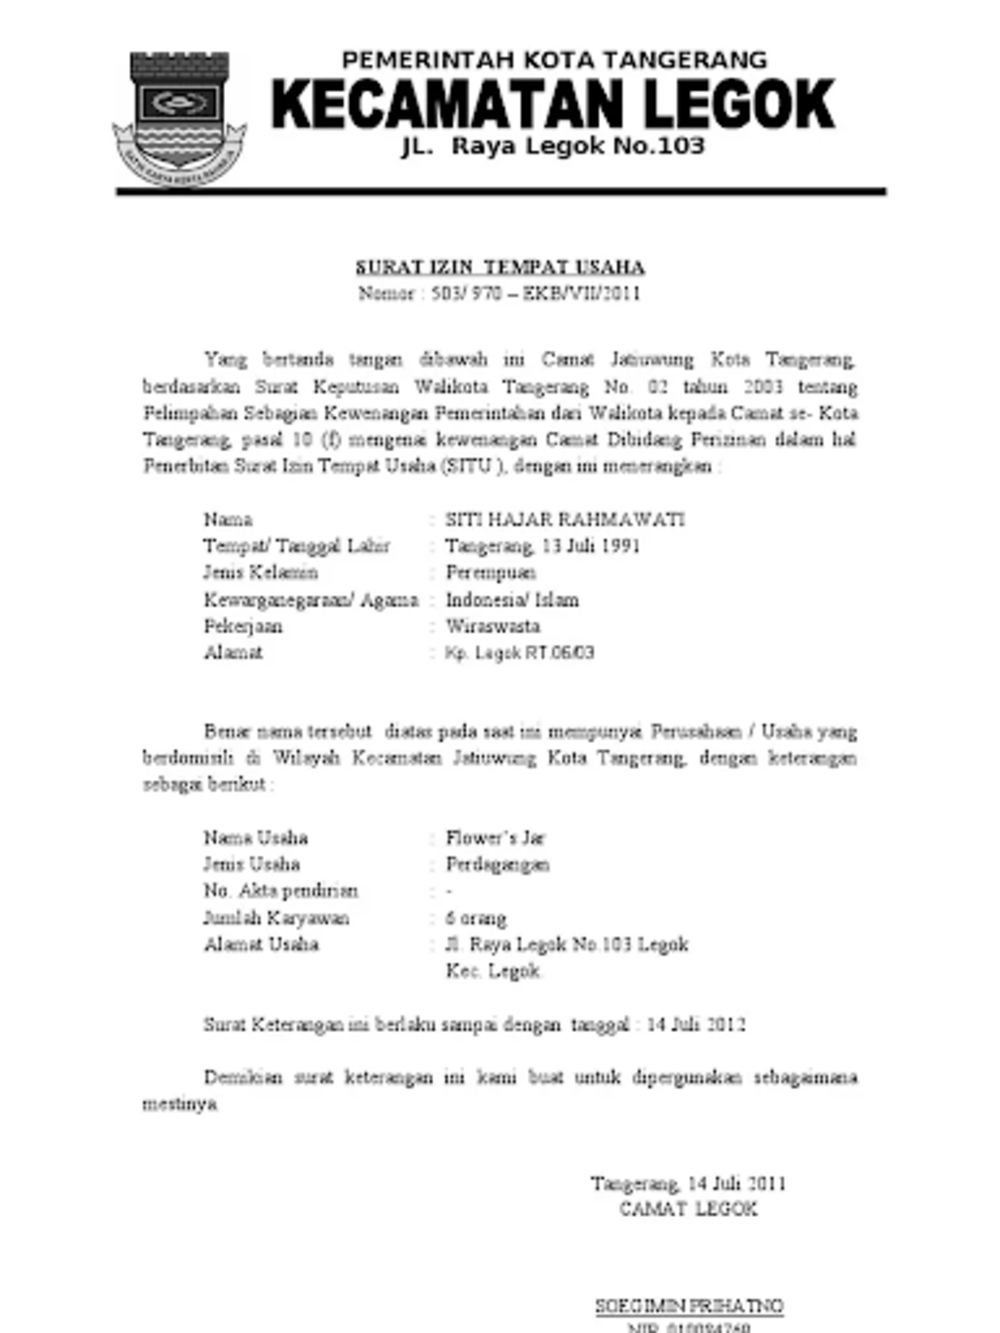 PEMERINTAH KOTA TANGERANG
KECAMATAN LEGOK
JL. Raya Legok No.103
SURAT IZIN TEMPAT USAHA
Nomor : 503/ 970 – EKB/VII/2011
Yang bertanda tangan dibawah ini Camat Jatiuwung Kota Tangerang,
berdasarkan Surat Keputusan Walikota Tangerang No. 02 tahun 2003 tentang
Pelimpahan Sebagian Kewenangan Pemerintahan dari Walikota kepada Camat se- Kota
Tangerang, pasal 10 (f) mengenai kewenangan Camat Dibidang Perizinan dalam hal
Penerbitan Surat Izin Tempat Usaha (SITU ), dengan ini menerangkan :
Nama : SITI HAJAR RAHMAWATI
Tempat/ Tanggal Lahir : Tangerang, 13 Juli 1991
Jenis Kelamin : Perempuan
Kewarganegaraan/ Agama : Indonesia/ Islam
Pekerjaan : Wiraswasta
Alamat : Kp. Legok RT.06/03
Benar nama tersebut diatas pada saat ini mempunyai Perusahaan / Usaha yang
berdomisili di Wilayah Kecamatan Jatiuwung Kota Tangerang, dengan keterangan
sebagai berikut :
Nama Usaha : Flower's Jar
Jenis Usaha : Perdagangan
No. Akta pendirian : -
Jumlah Karyawan : 6 orang
Alamat Usaha : Jl. Raya Legok No.103 Legok
Kec. Legok
Surat Keterangan ini berlaku sampai dengan tanggal : 14 Juli 2012
Demikian surat keterangan ini kami buat untuk dipergunakan sebagaimana
mestinya.
Tangerang, 14 Juli 2011
CAMAT LEGOK
SOEGIMIN PRIHATNO
NIP.